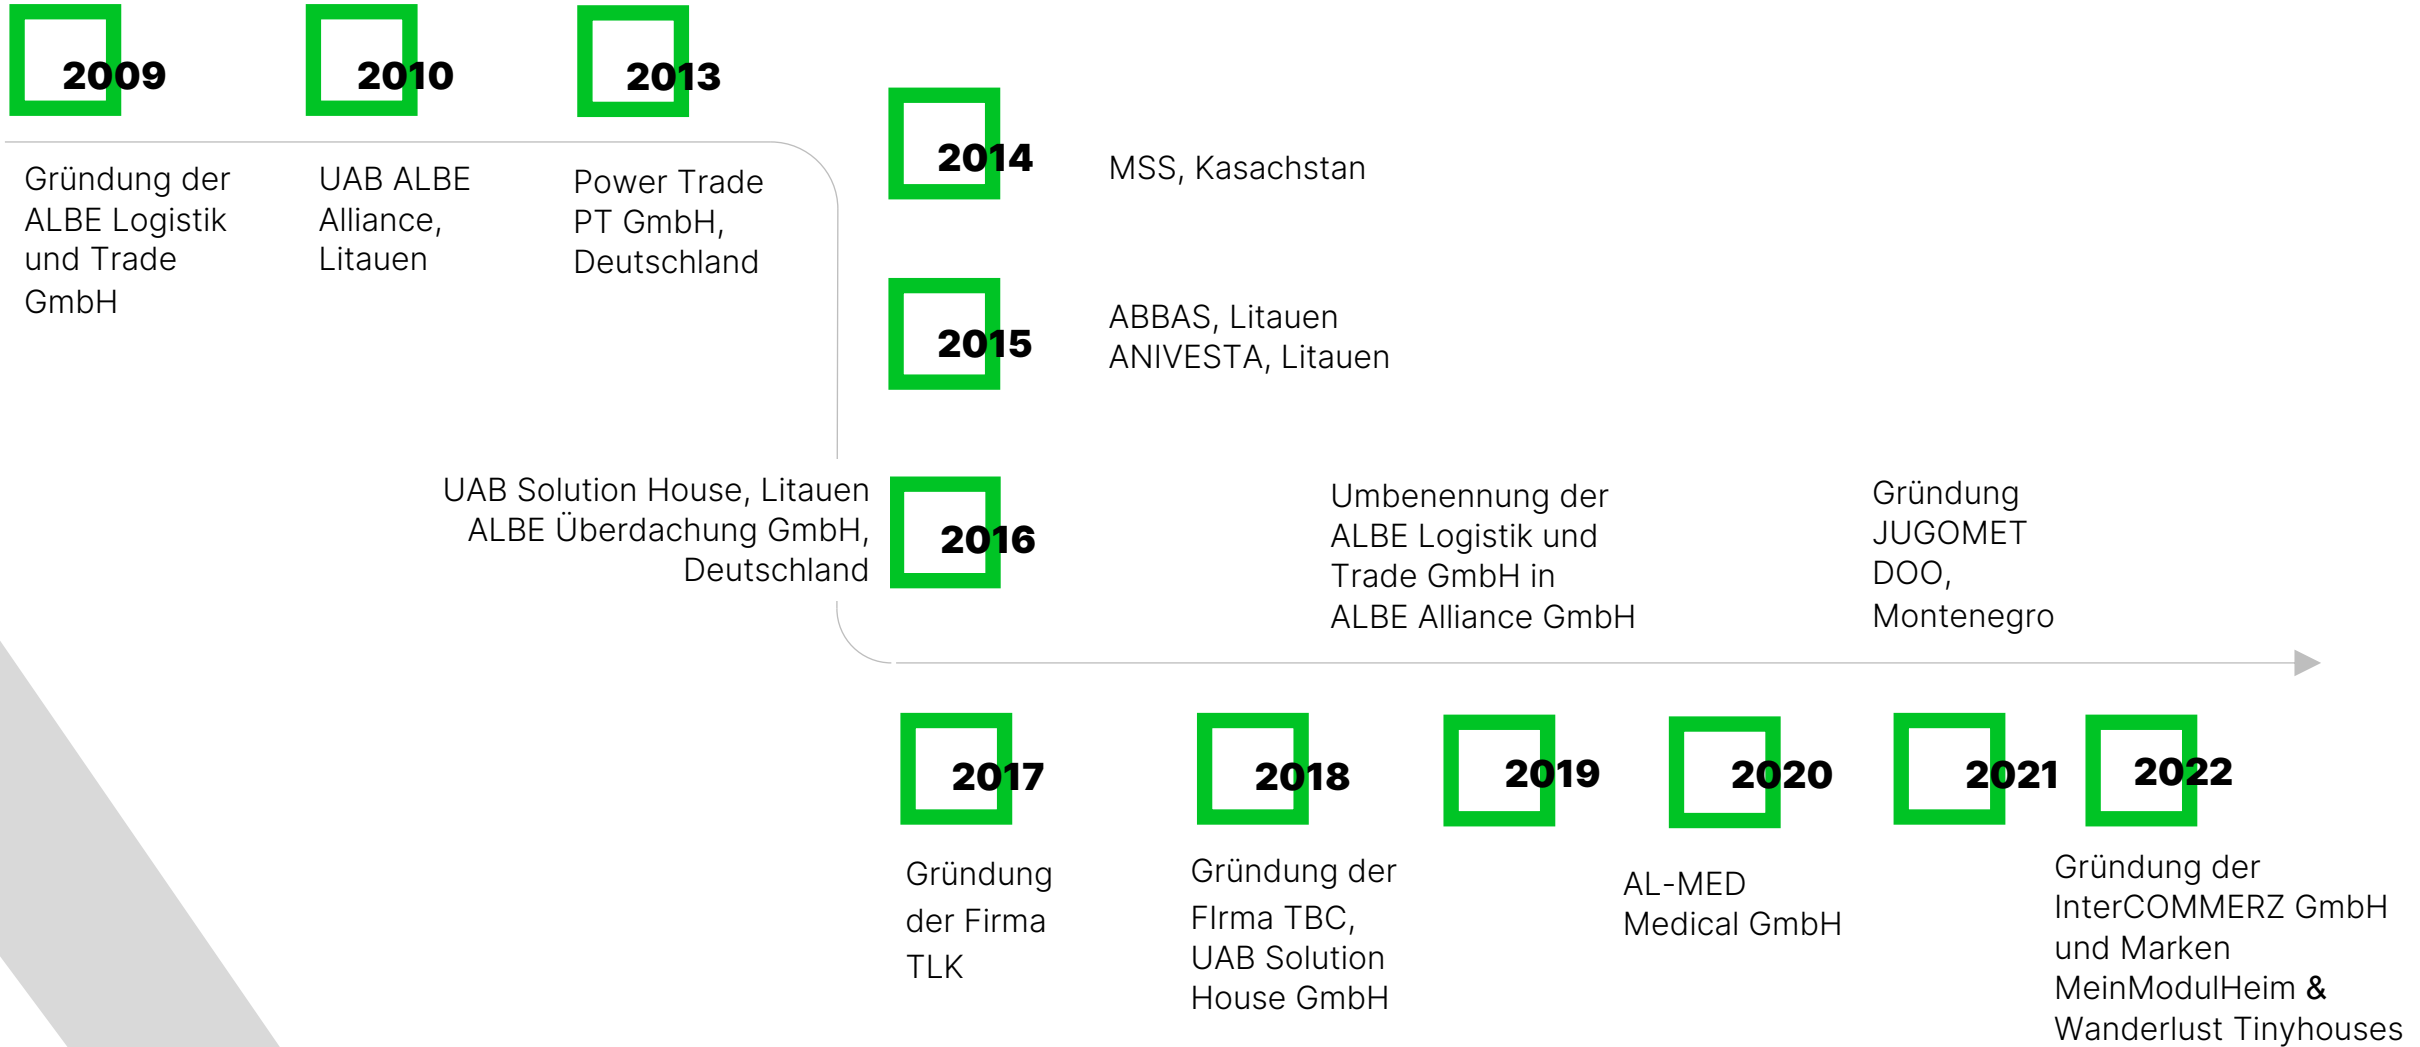 2009
Gründung der
ALBE Logistik
und Trade
GmbH
2010
UAB ALBE
Alliance,
Litauen
2013
Power Trade
PT GmbH,
Deutschland
2014
MSS, Kasachstan
2015
ABBAS, Litauen
ANIVESTA, Litauen
2016
UAB Solution House, Litauen
ALBE Überdachung GmbH,
Deutschland
2017
Gründung
der Firma
TLK
2018
Gründung der
FIrma TBC,
UAB Solution
House GmbH
2019
Umbenennung der
ALBE Logistik und
Trade GmbH in
ALBE Alliance GmbH
2020
AL-MED
Medical GmbH
2021
Gründung
JUGOMET
DOO,
Montenegro
2022
Gründung der
InterCOMMERZ GmbH
und Marken
MeinModulHeim &
Wanderlust Tinyhouses